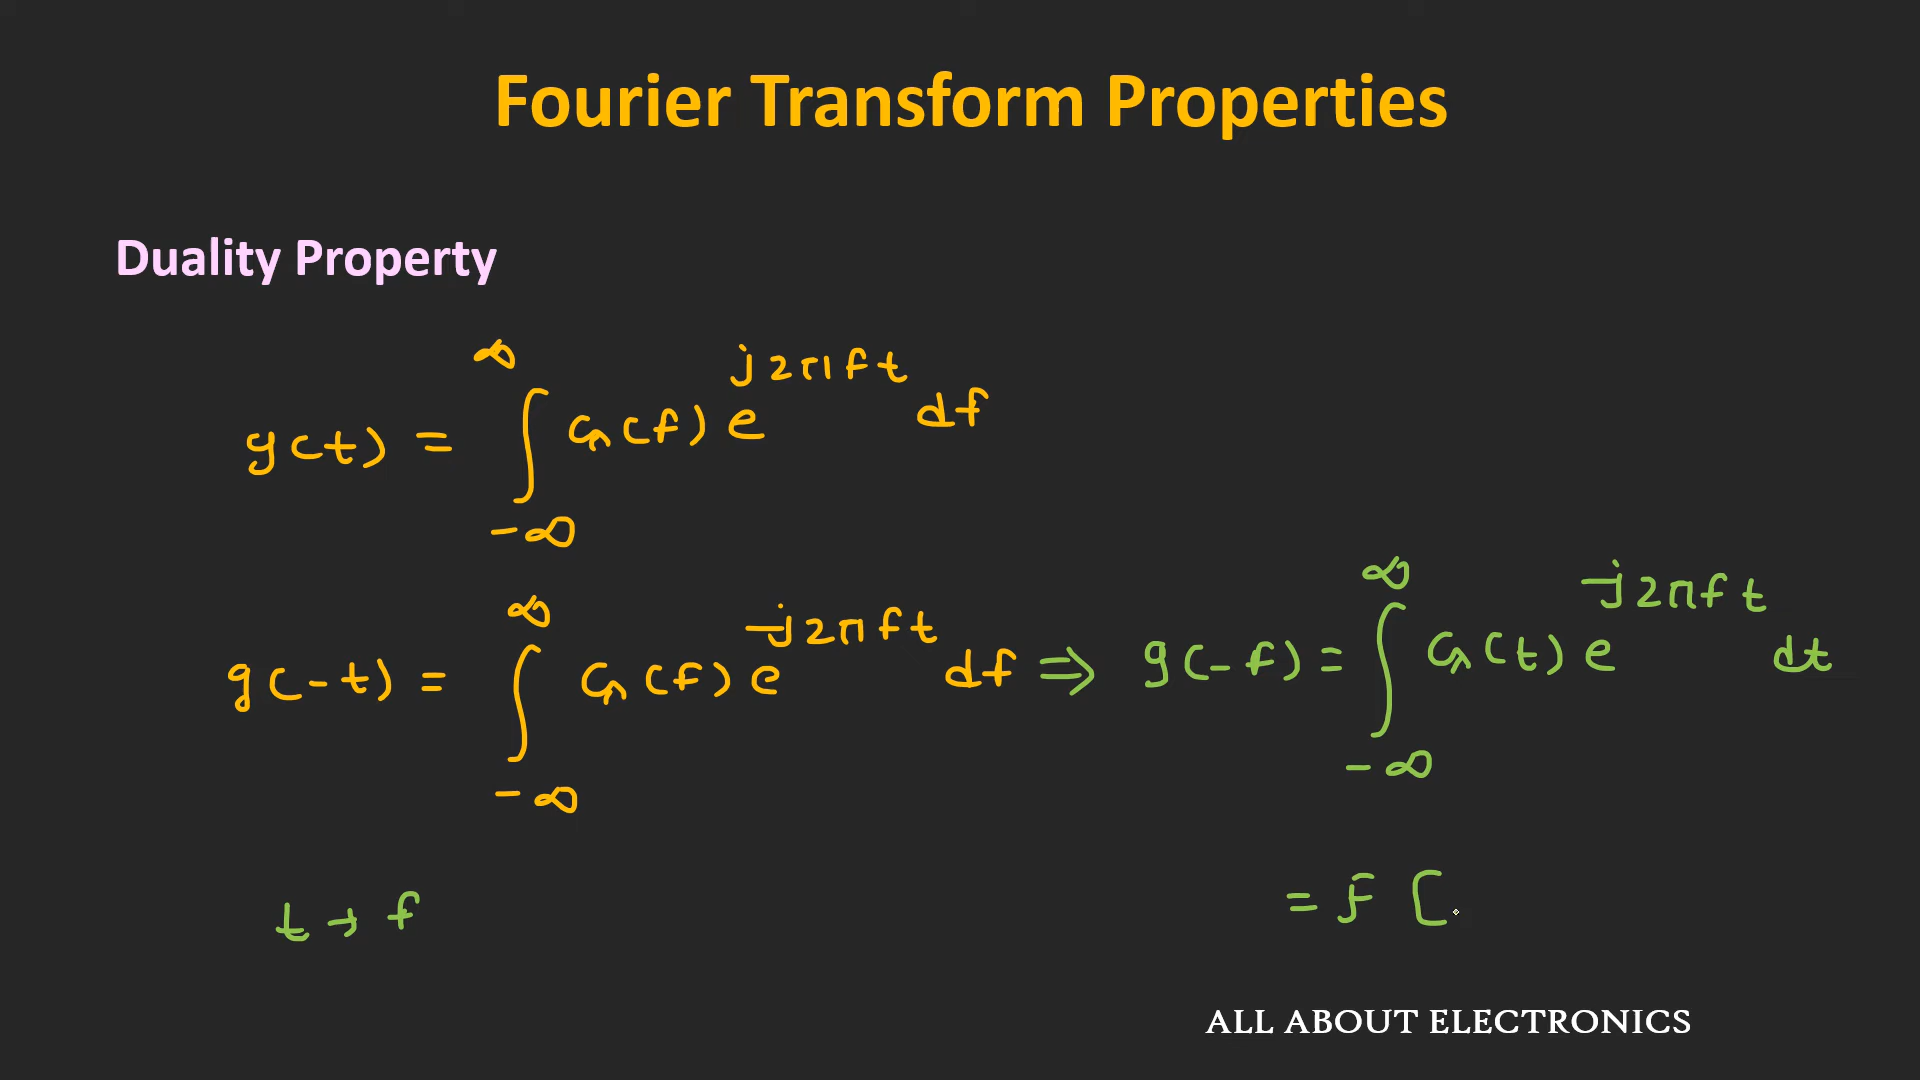 Fourier Transform Properties
Duality Property
g(t) = ∫_{-∞}^{∞} G(f) e^{j2πft} df
g(-t) = ∫_{-∞}^{∞} G(f) e^{-j2πft} df ⇒ g(-f) = ∫_{-∞}^{∞} G(t) e^{-j2πft} dt
t → f = F [
ALL ABOUT ELECTRONICS